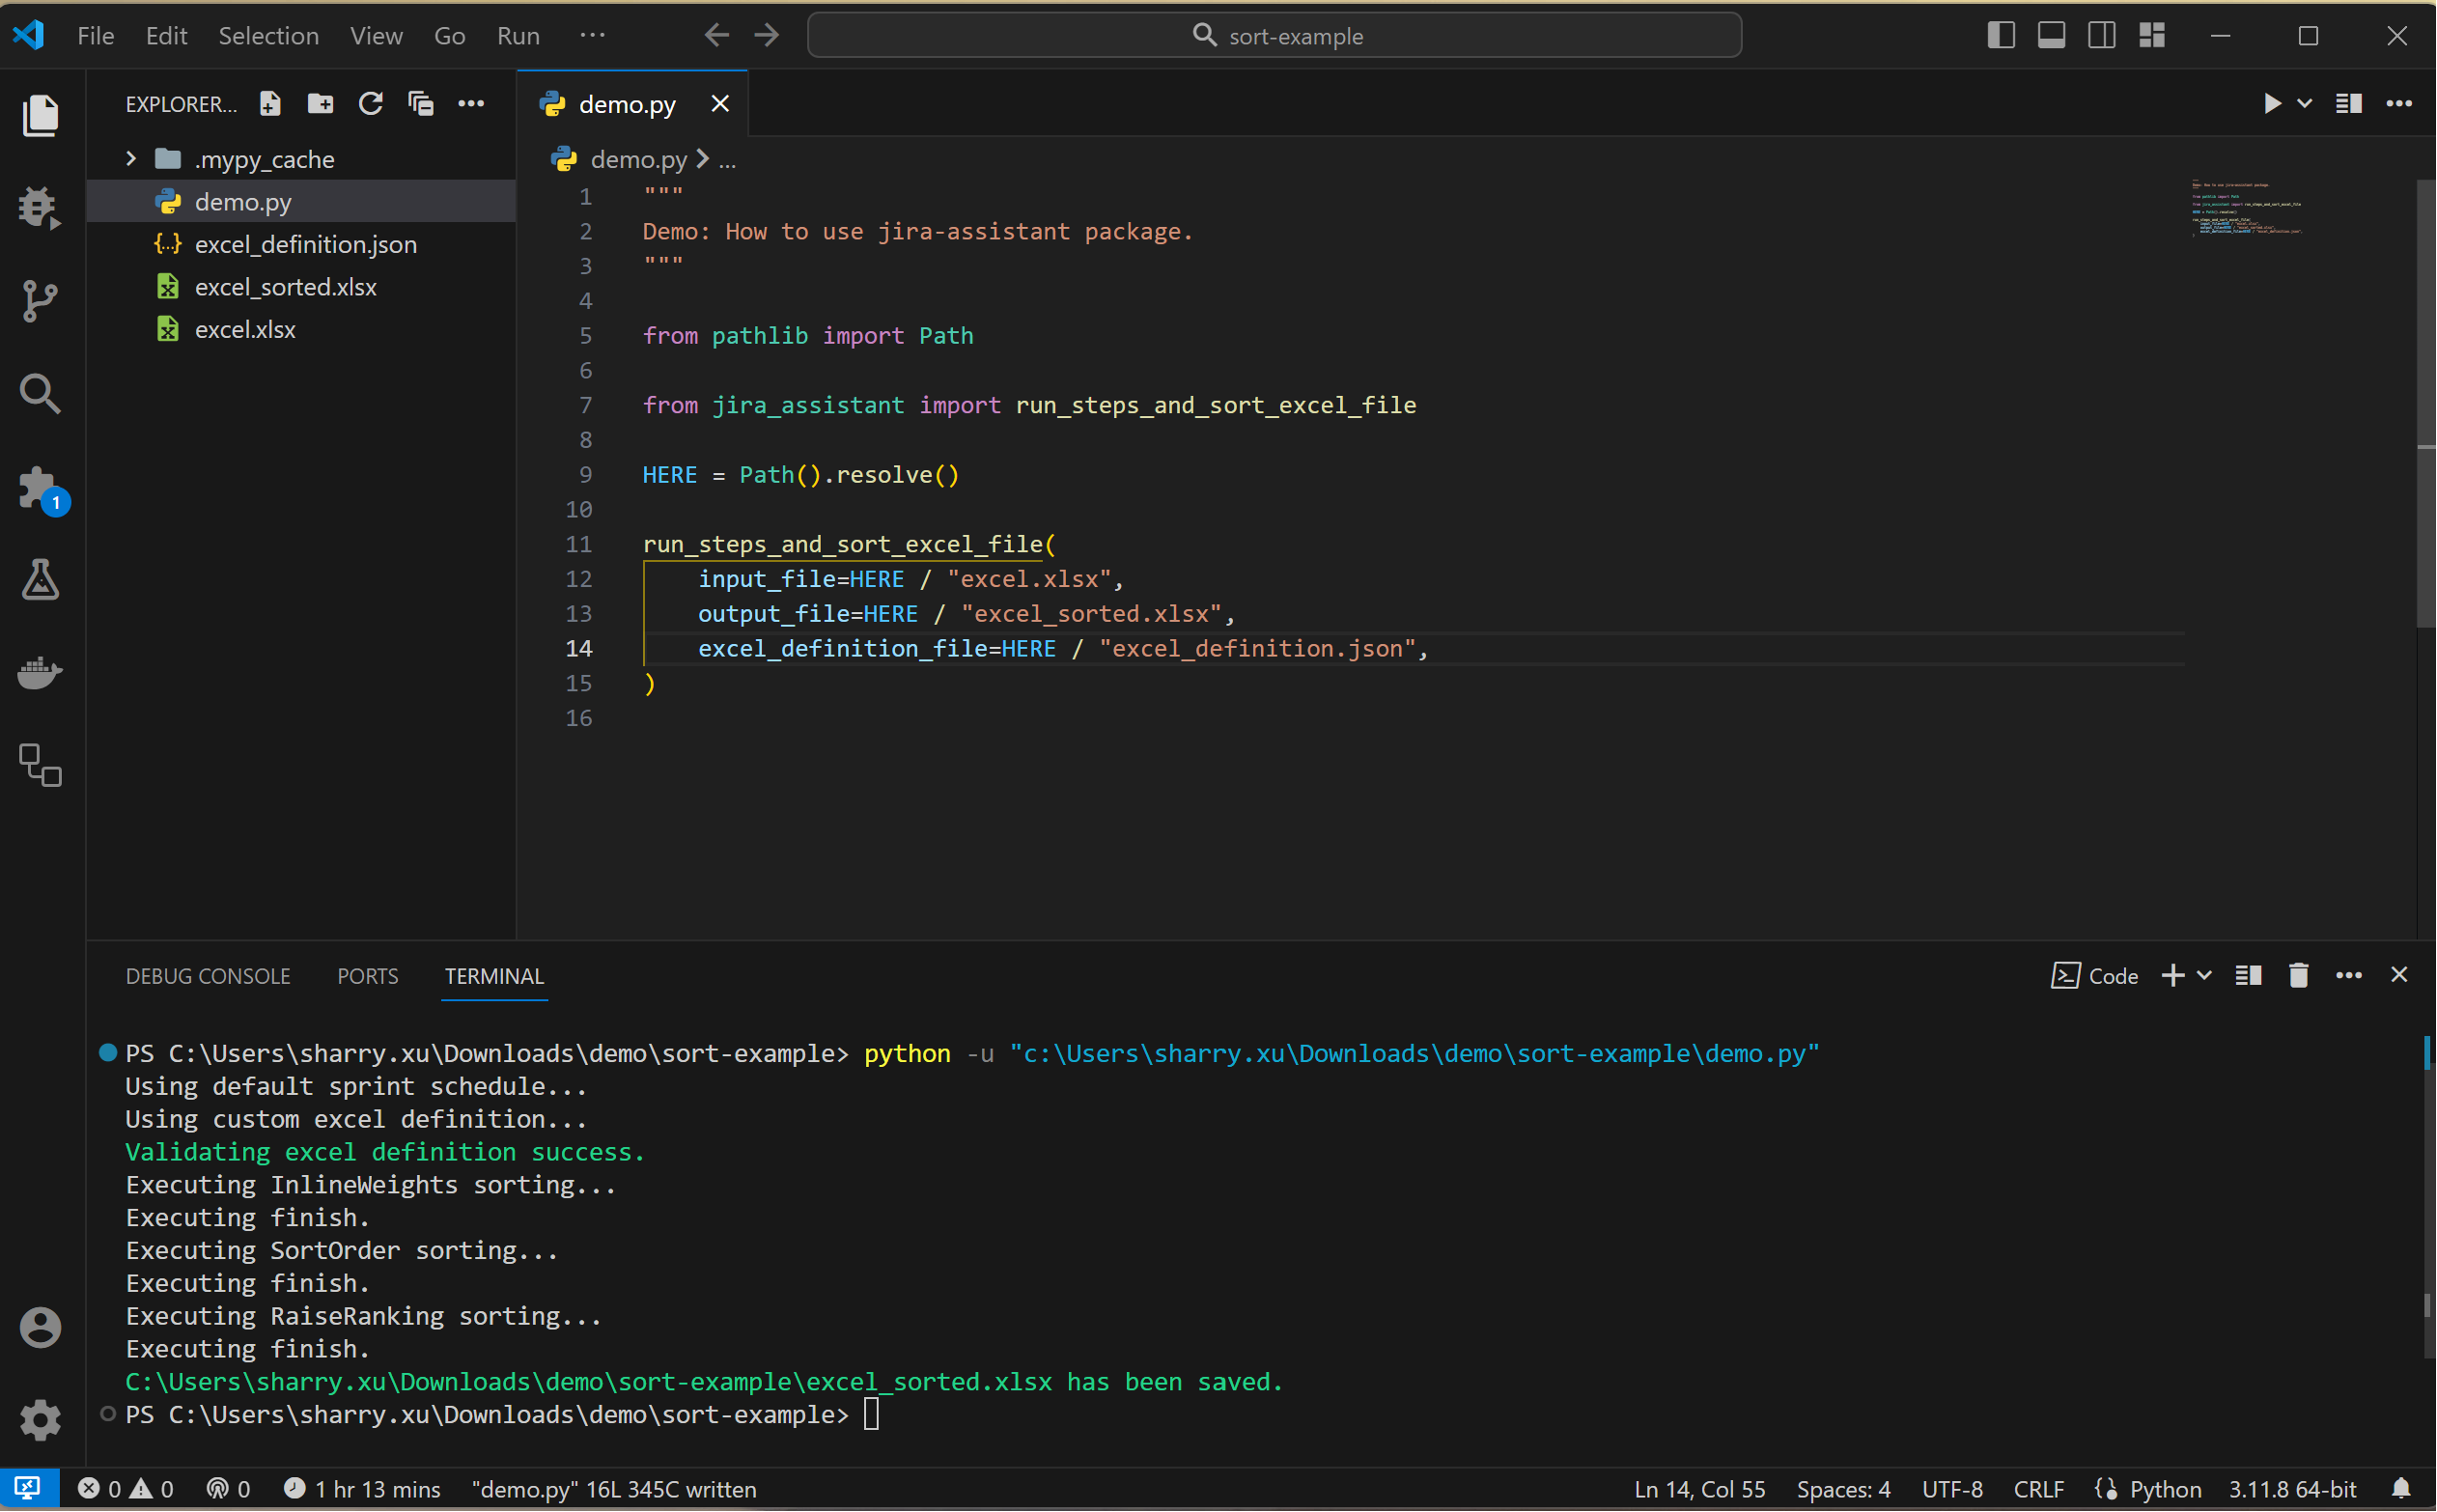 File Edit Selection View Go Run ··· sort-example
EXPLORER...
.mypy_cache
demo.py
excel_definition.json
excel_sorted.xlsx
excel.xlsx
1
demo.py
demo.py > ...
1 """
2 Demo: How to use jira-assistant package.
3 """
4
5 from pathlib import Path
6
7 from jira_assistant import run_steps_and_sort_excel_file
8
9 HERE = Path().resolve()
10
11 run_steps_and_sort_excel_file(
12     input_file=HERE / "excel.xlsx",
13     output_file=HERE / "excel_sorted.xlsx",
14     excel_definition_file=HERE / "excel_definition.json",
15 )
16
DEBUG CONSOLE PORTS TERMINAL Code
PS C:\Users\sharry.xu\Downloads\demo\sort-example> python -u "c:\Users\sharry.xu\Downloads\demo\sort-example\demo.py"
Using default sprint schedule...
Using custom excel definition...
Validating excel definition success.
Executing InlineWeights sorting...
Executing finish.
Executing SortOrder sorting...
Executing finish.
Executing RaiseRanking sorting...
Executing finish.
C:\Users\sharry.xu\Downloads\demo\sort-example\excel_sorted.xlsx has been saved.
PS C:\Users\sharry.xu\Downloads\demo\sort-example>
0 0 0 1 hr 13 mins "demo.py" 16L 345C written Ln 14, Col 55 Spaces: 4 UTF-8 CRLF Python 3.11.8 64-bit